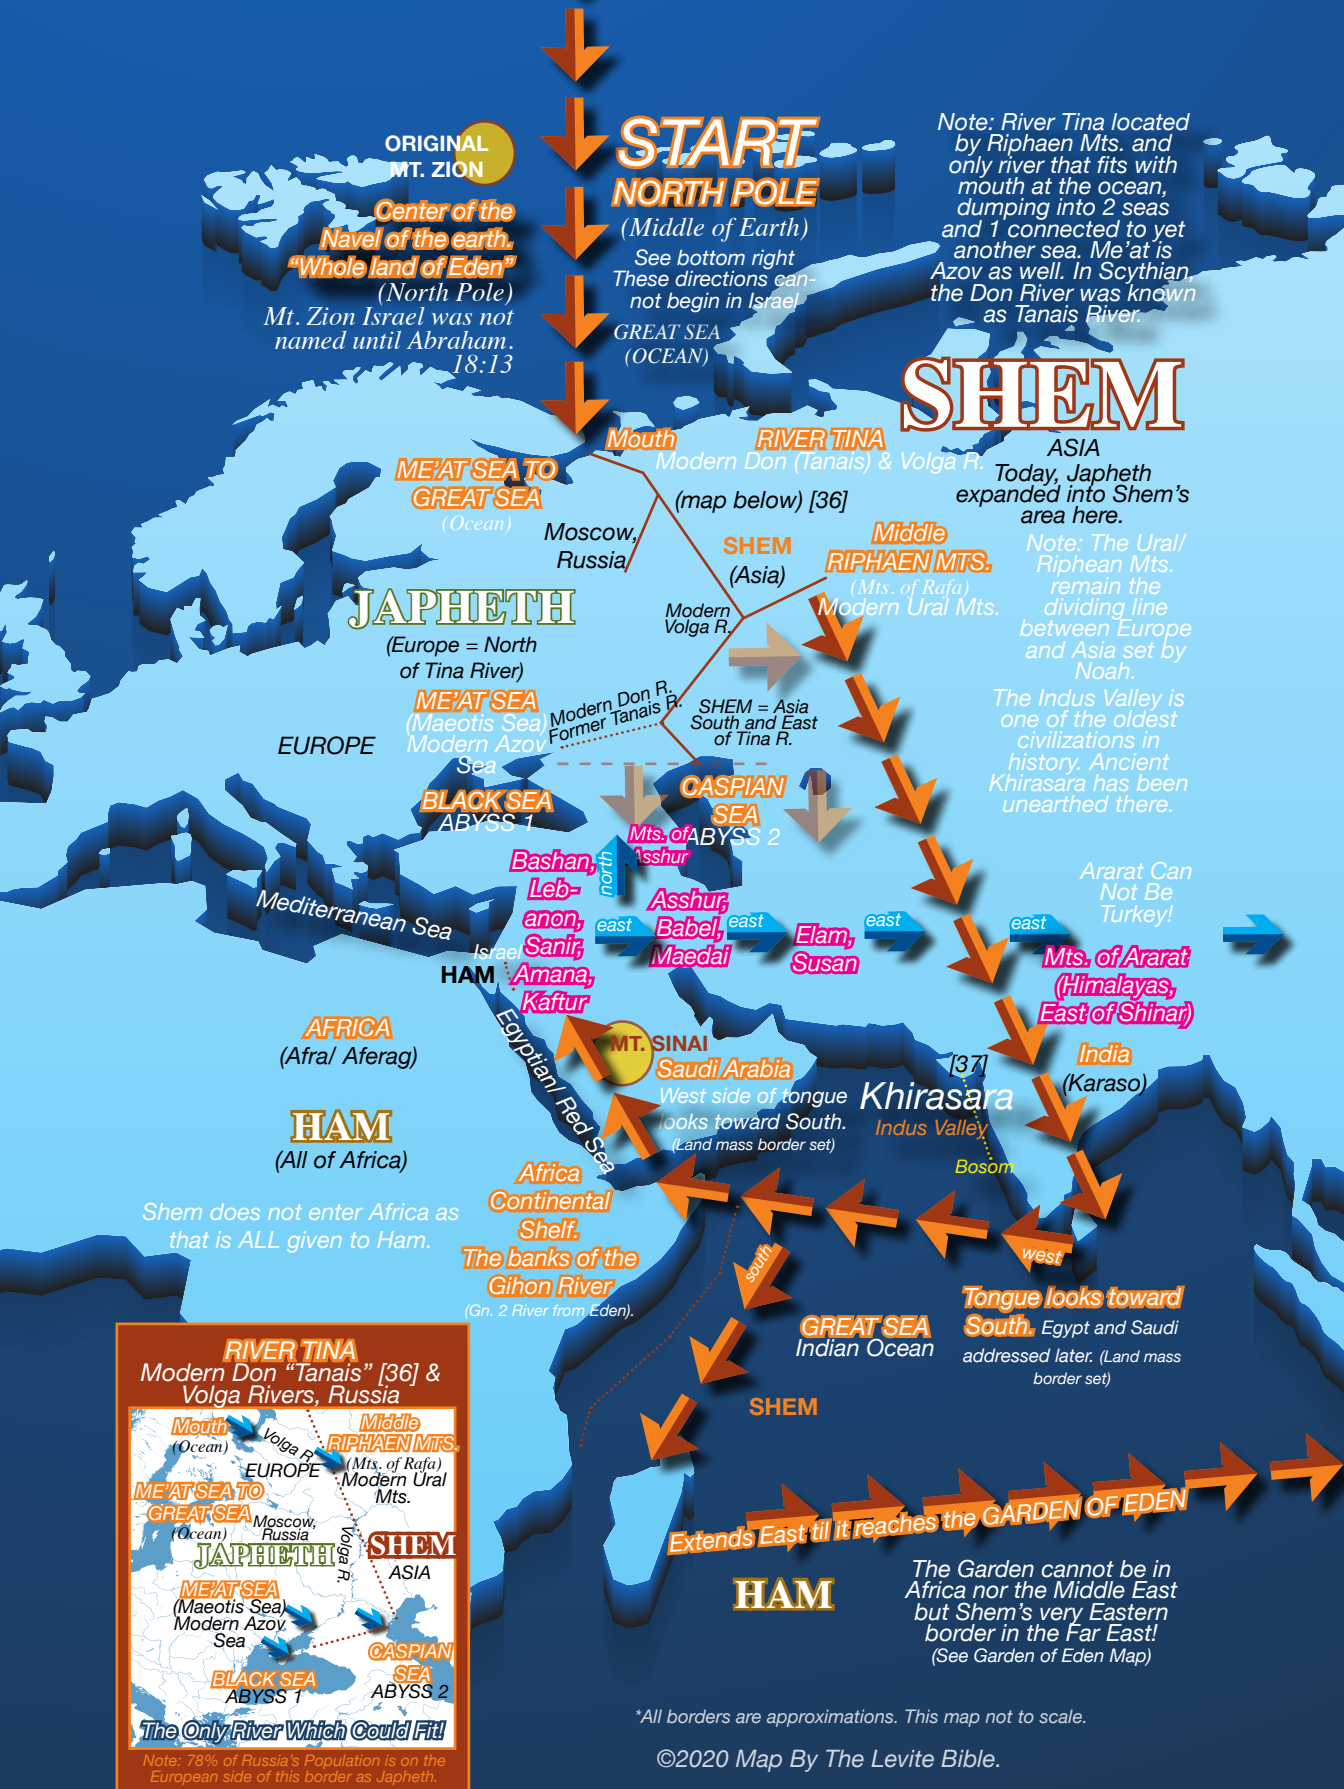 ORIGINAL
MT. ZION
Center of the
Navel of the earth.
“Whole land of Eden”
(North Pole)
Mt. Zion Israel was not
named until Abraham.
18:13
START
NORTH POLE
(Middle of Earth)
See bottom right
These directions can-
not begin in Israel
GREAT SEA
(OCEAN)
Note: River Tina located
by Riphaen Mts. and
only river that fits with
mouth at the ocean,
dumping into 2 seas
and 1 connected to yet
another sea. Me’at is
Azov as well. In Scythian,
the Don River was known
as Tanais River.
SHEM
ASIA
Today, Japheth
expanded into Shem’s
area here.
Note: The Ural/
Riphean Mts.
remain the
dividing line
between Europe
and Asia set by
Noah.
The Indus Valley is
one of the oldest
civilizations in
history. Ancient
Khirasara has been
unearthed there.
Mouth
RIVER TINA
Modern Don (Tanais) & Volga R.
(map below) [36]
ME’AT SEA TO
GREAT SEA
(Ocean)
Moscow,
Russia
SHEM
(Asia)
Middle
RIPHAEN MTS.
(Mts. of Rafa)
Modern Ural Mts.
JAPHETH
(Europe = North
of Tina River)
Modern
Volga R.
ME’AT SEA
(Maeotis Sea)
Modern Azov
Sea
Modern Don R.
Former Tanais R.
SHEM = Asia
South and East
of Tina R.
EUROPE
BLACK SEA
ABYSS 1
CASPIAN
SEA
ABYSS 2
Mts. of
Asshur
north
Bashan,
Leb-
anon,
Sanir,
Amana,
Kaftur
east
Asshur,
Babel,
Maedai
east
Elam,
Susan
east
east
Ararat Can
Not Be
Turkey!
Mts. of Ararat
(Himalayas,
East of Shinar)
Mediterranean Sea
Israel
HAM
Egyptian/ Red Sea
AFRICA
(Afra/ Aferag)
HAM
(All of Africa)
Shem does not enter Africa as
that is ALL given to Ham.
MT. SINAI
Saudi Arabia
West side of tongue
looks toward South.
(Land mass border set)
[37]
Khirasara
Indus Valley
Bosom
India
(Karaso)
Africa
Continental
Shelf.
The banks of the
Gihon River
(Gn. 2 River from Eden).
south
west
GREAT SEA
Indian Ocean
Tongue looks toward
South. Egypt and Saudi
addressed later. (Land mass
border set)
SHEM
Extends East til it reaches the GARDEN OF EDEN
HAM
The Garden cannot be in
Africa nor the Middle East
but Shem’s very Eastern
border in the Far East!
(See Garden of Eden Map)
*All borders are approximations. This map not to scale.
©2020 Map By The Levite Bible.
RIVER TINA
Modern Don “Tanais” [36] &
Volga Rivers, Russia
Mouth
(Ocean)
Volga R.
EUROPE
Middle
RIPHAEN MTS.
(Mts. of Rafa)
Modern Ural
Mts.
ME’AT SEA TO
GREAT SEA
(Ocean)
Moscow,
Russia
JAPHETH
Volga R.
SHEM
ASIA
ME’AT SEA
(Maeotis Sea)
Modern Azov
Sea
BLACK SEA
ABYSS 1
CASPIAN
SEA
ABYSS 2
The Only River Which Could Fit!
Note: 78% of Russia’s Population is on the
European side of this border as Japheth.